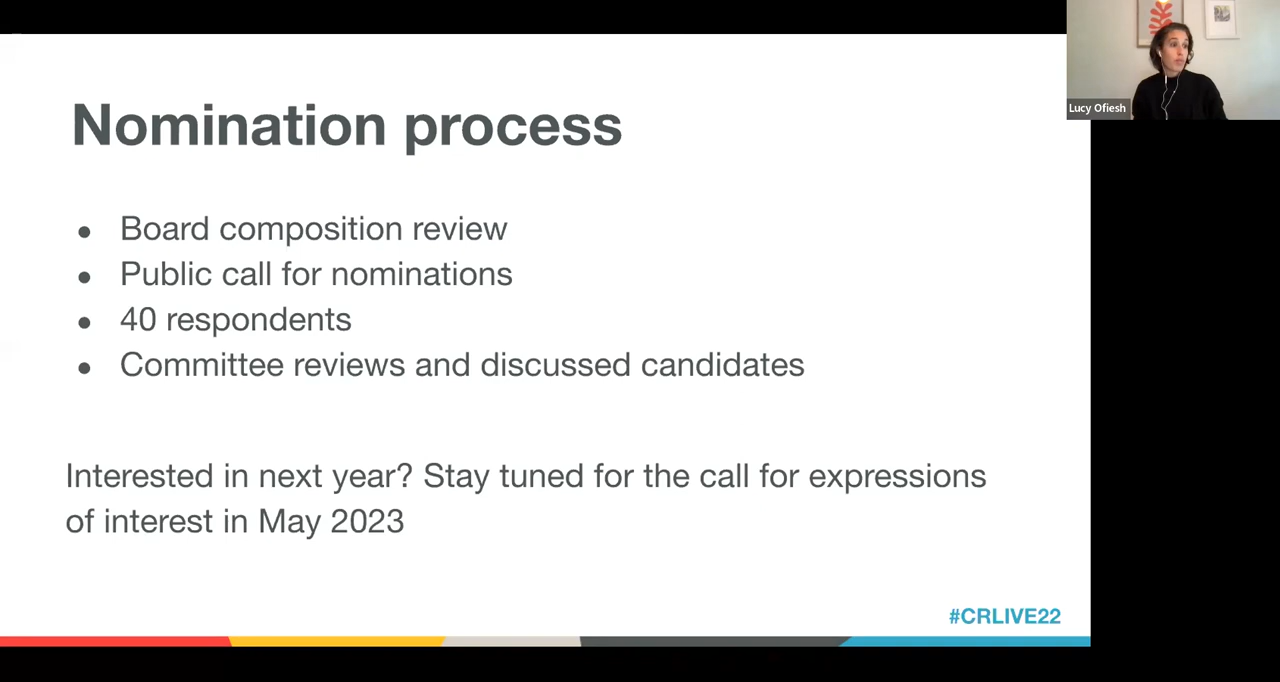 Nomination process
Board composition review
Public call for nominations
40 respondents
Committee reviews and discussed candidates
Interested in next year? Stay tuned for the call for expressions
of interest in May 2023
#CRLIVE22
Lucy Ofiesh